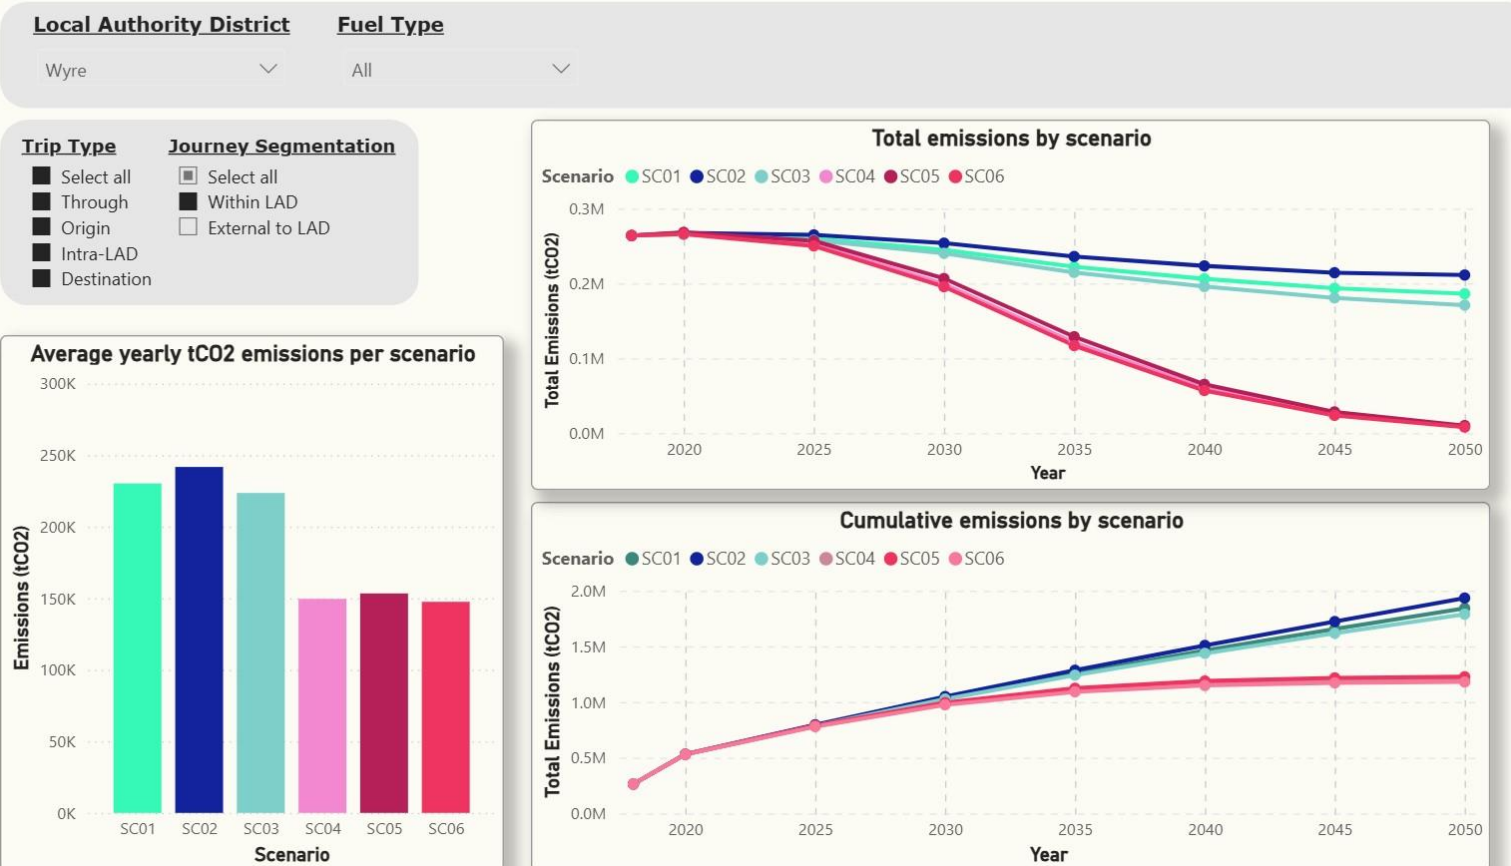 Local Authority District Fuel Type
Wyre All
Trip Type Journey Segmentation
Select all Select all
Through Within LAD
Origin External to LAD
Intra-LAD
Destination
Average yearly tCO2 emissions per scenario
300K
250K
200K
150K
100K
50K
0K
Emissions (tCO2)
SC01 SC02 SC03 SC04 SC05 SC06
Scenario
Total emissions by scenario
Scenario SC01 SC02 SC03 SC04 SC05 SC06
0.3M
0.2M
0.1M
0.0M
Total Emissions (tCO2)
2020 2025 2030 2035 2040 2045 2050
Year
Cumulative emissions by scenario
Scenario SC01 SC02 SC03 SC04 SC05 SC06
2.0M
1.5M
1.0M
0.5M
0.0M
Total Emissions (tCO2)
2020 2025 2030 2035 2040 2045 2050
Year